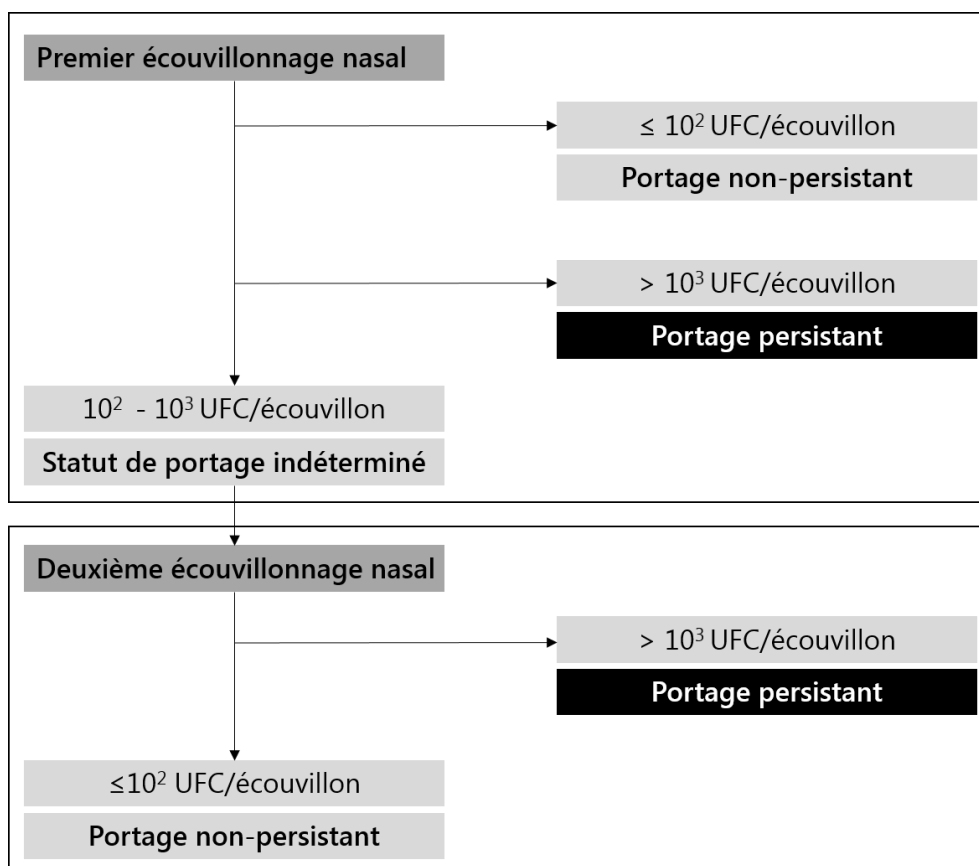 Premier écouvillonnage nasal
≤ 10² UFC/écouvillon
Portage non-persistant
> 10³ UFC/écouvillon
Portage persistant
10² - 10³ UFC/écouvillon
Statut de portage indéterminé
Deuxième écouvillonnage nasal
> 10³ UFC/écouvillon
Portage persistant
≤10² UFC/écouvillon
Portage non-persistant